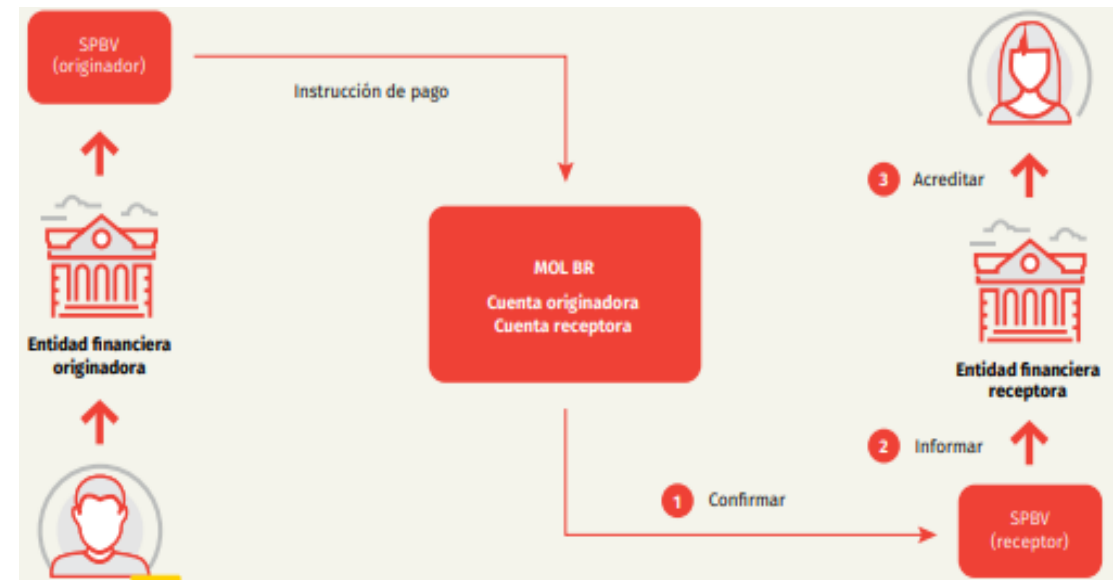 SPBV
(originador)
Instrucción de pago
3 Acreditar
MOL BR
Cuenta originadora
Cuenta receptora
Entidad financiera
originadora
Entidad financiera
receptora
2 Informar
1 Confirmar
SPBV
(receptor)